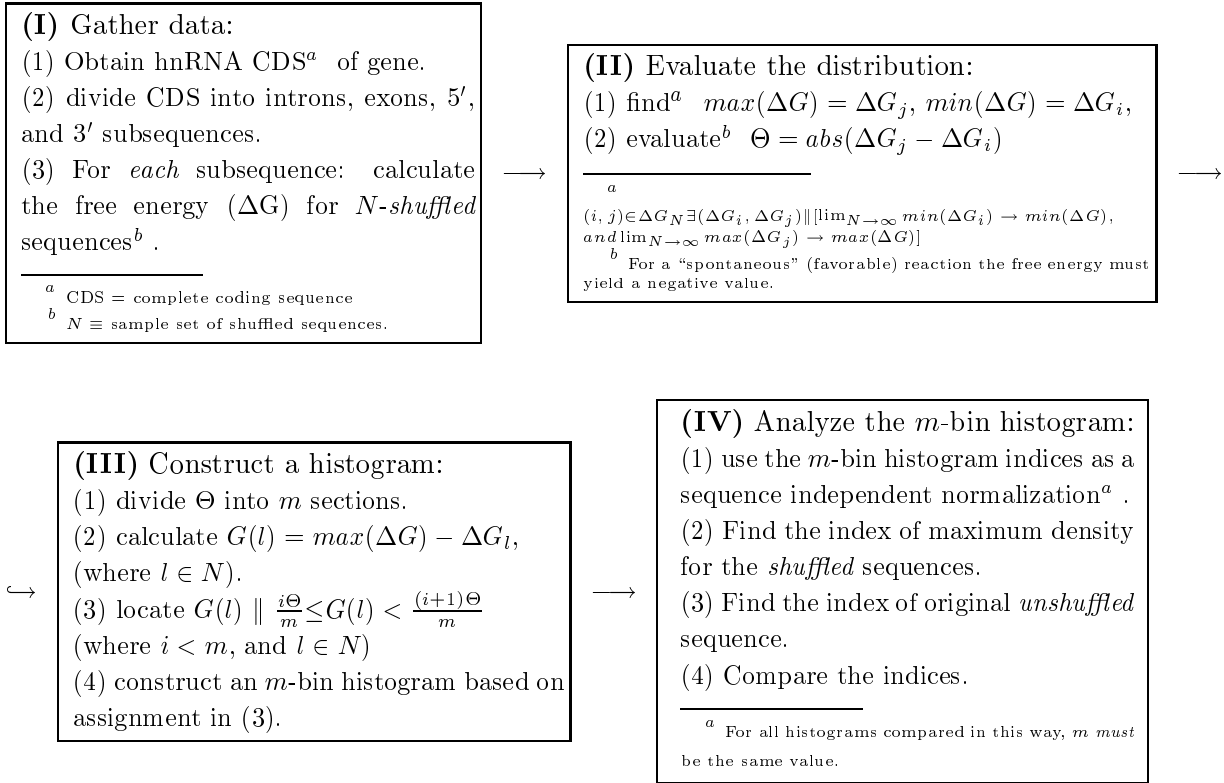 (I) Gather data:
(1) Obtain hnRNA CDSᵃ of gene.
(2) divide CDS into introns, exons, 5′,
and 3′ subsequences.
(3) For each subsequence: calculate
the free energy (ΔG) for N-shuffled
sequencesᵇ .
ᵃ CDS = complete coding sequence
ᵇ N ≡ sample set of shuffled sequences.
⟶
(II) Evaluate the distribution:
(1) findᵃ max(ΔG) = ΔG_j, min(ΔG) = ΔG_i,
(2) evaluateᵇ Θ = abs(ΔG_j − ΔG_i)
ᵃ
(i, j)∈ΔG_N∃(ΔG_i, ΔG_j)‖[lim_{N→∞} min(ΔG_i) → min(ΔG),
and lim_{N→∞} max(ΔG_j) → max(ΔG)]
ᵇ For a “spontaneous” (favorable) reaction the free energy must
yield a negative value.
⟶
↪
(III) Construct a histogram:
(1) divide Θ into m sections.
(2) calculate G(l) = max(ΔG) − ΔG_l,
(where l ∈ N).
(3) locate G(l) ‖ iΘ/m ≤ G(l) < (i+1)Θ/m
(where i < m, and l ∈ N)
(4) construct an m-bin histogram based on
assignment in (3).
⟶
(IV) Analyze the m-bin histogram:
(1) use the m-bin histogram indices as a
sequence independent normalizationᵃ .
(2) Find the index of maximum density
for the shuffled sequences.
(3) Find the index of original unshuffled
sequence.
(4) Compare the indices.
ᵃ For all histograms compared in this way, m must
be the same value.